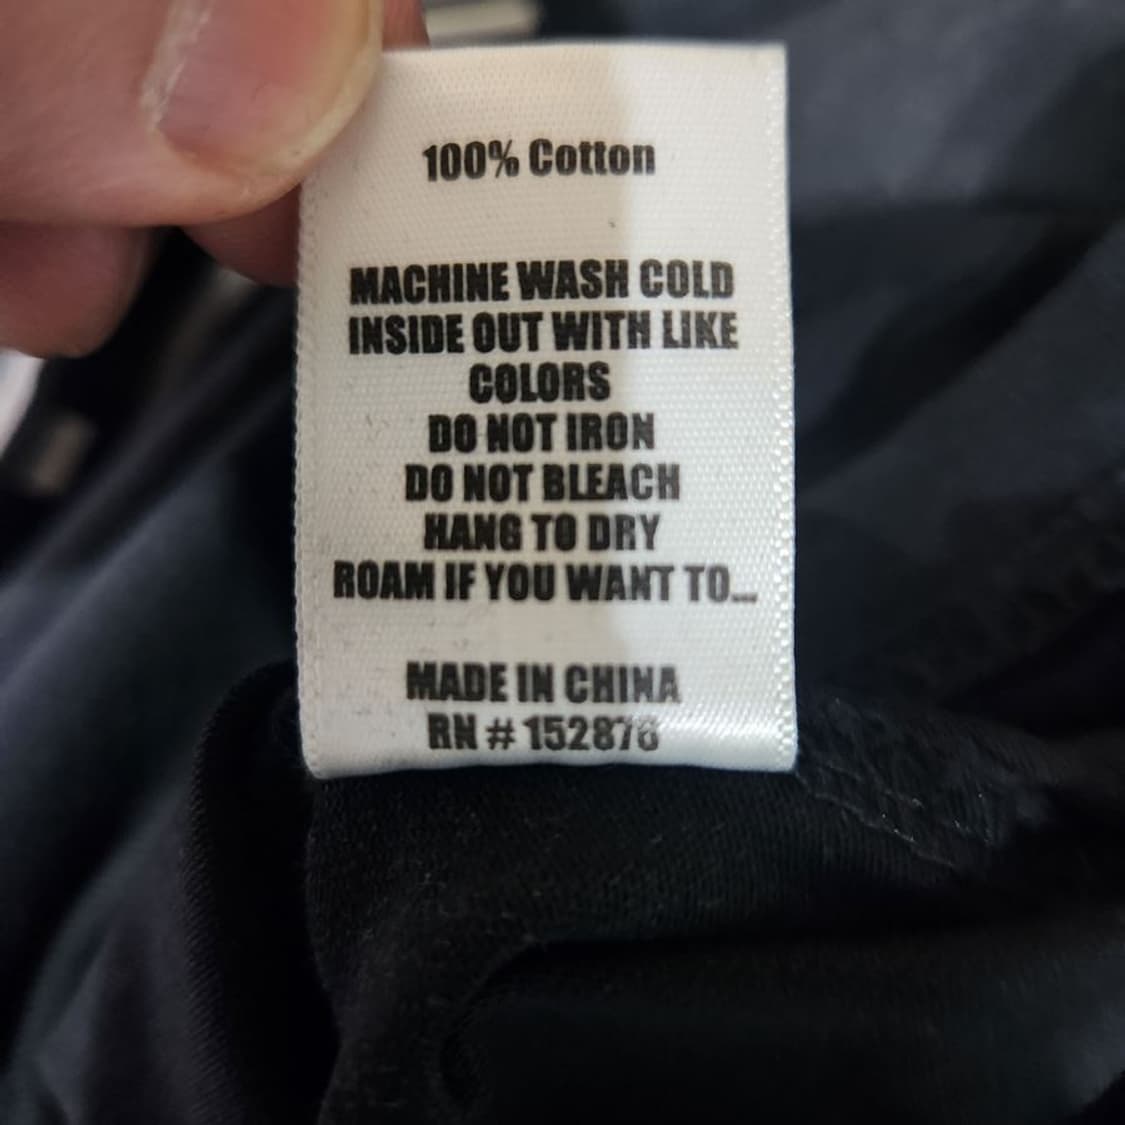 100% Cotton
MACHINE WASH COLD
INSIDE OUT WITH LIKE
COLORS
DO NOT IRON
DO NOT BLEACH
HANG TO DRY
ROAM IF YOU WANT TO...
MADE IN CHINA
RN # 152876